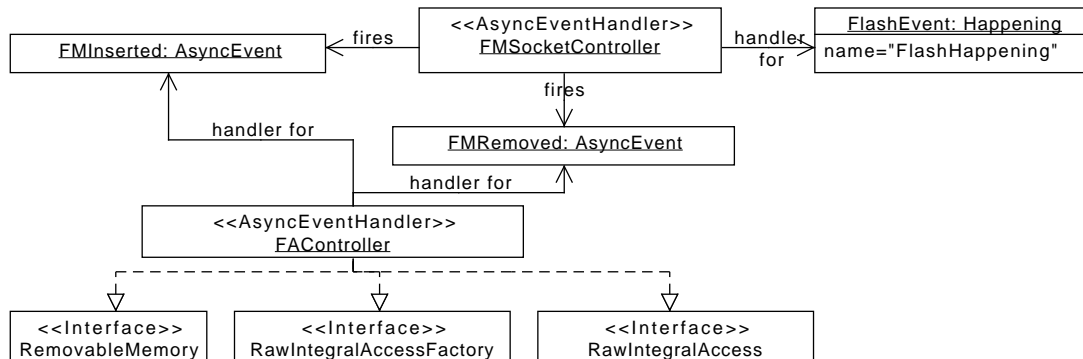 <<AsyncEventHandler>>
FMSocketController
FlashEvent: Happening
name="FlashHappening"
FMInserted: AsyncEvent
fires
handler
for
fires
handler for
FMRemoved: AsyncEvent
handler for
<<AsyncEventHandler>>
FAController
<<Interface>>
RemovableMemory
<<Interface>>
RawIntegralAccessFactory
<<Interface>>
RawIntegralAccess